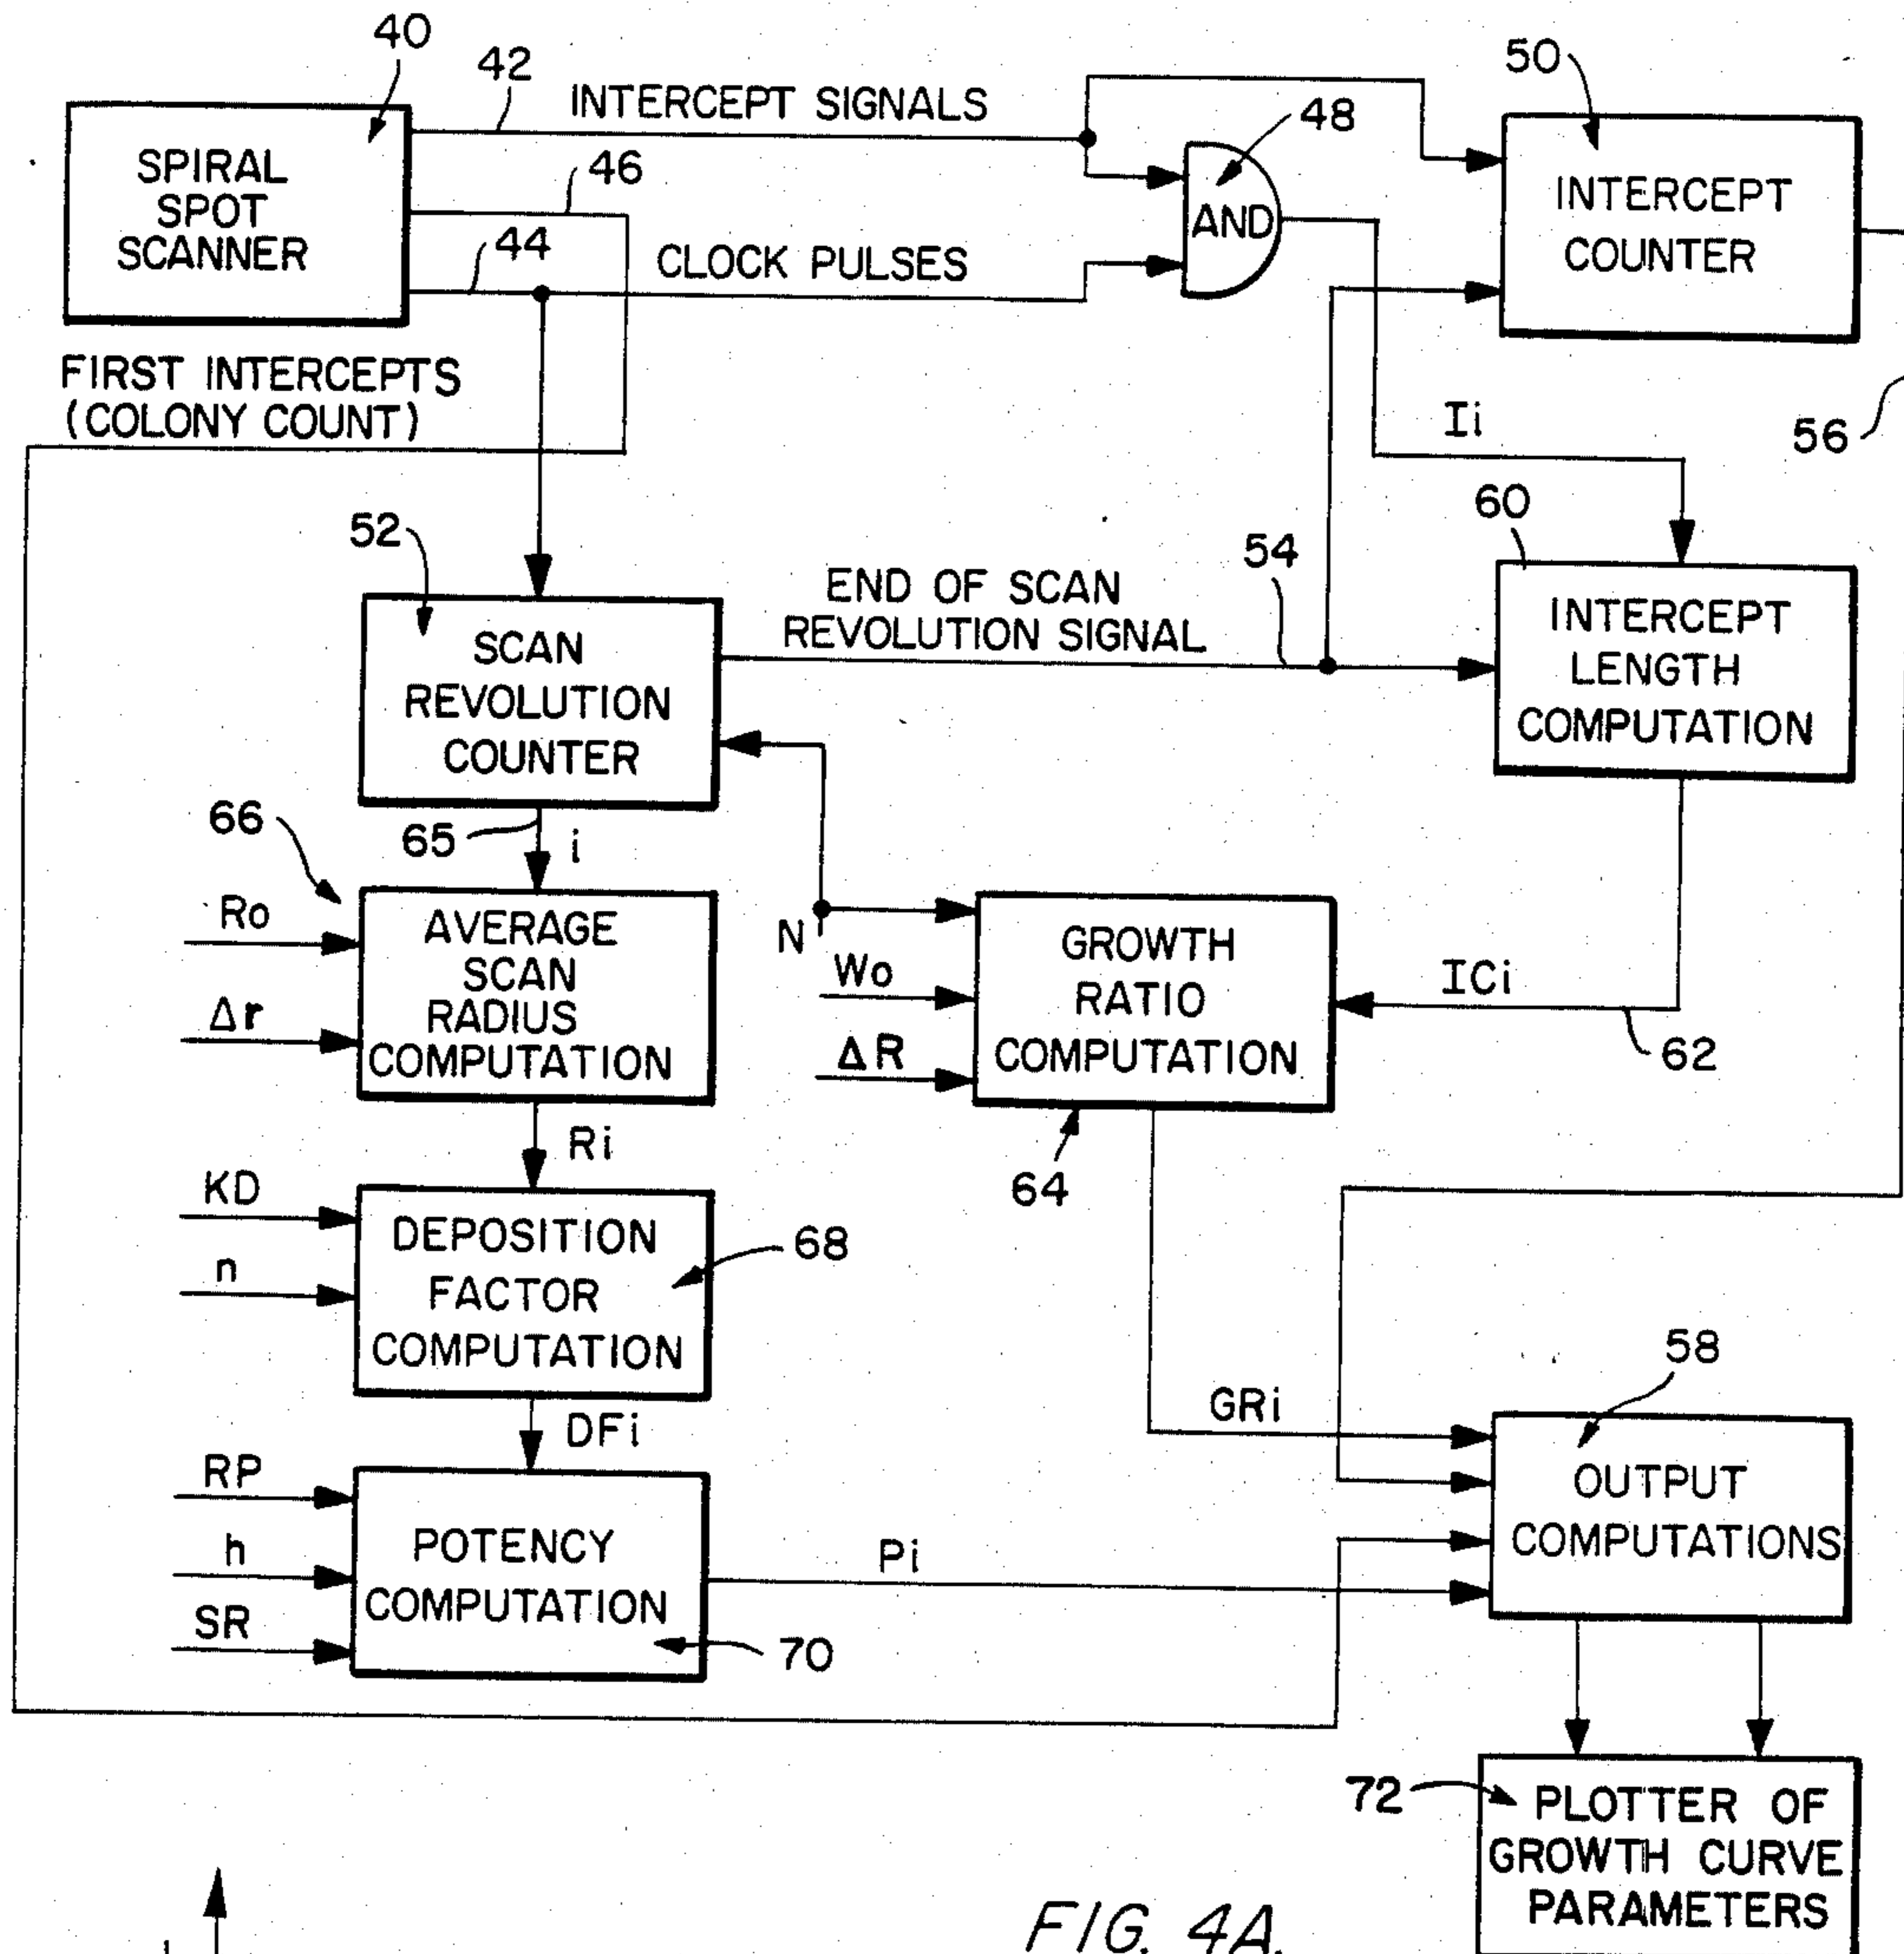 40
42
INTERCEPT SIGNALS
50
48
SPIRAL
SPOT
SCANNER
46
44
CLOCK PULSES
AND
INTERCEPT
COUNTER
FIRST INTERCEPTS
(COLONY COUNT)
Ii
56
52
54
60
END OF SCAN
REVOLUTION SIGNAL
SCAN
REVOLUTION
COUNTER
INTERCEPT
LENGTH
COMPUTATION
66
65
i
Ro
Δr
AVERAGE
SCAN
RADIUS
COMPUTATION
N
Wo
ΔR
GROWTH
RATIO
COMPUTATION
ICi
62
Ri
64
KD
n
DEPOSITION
FACTOR
COMPUTATION
68
58
GRi
DFi
RP
h
SR
POTENCY
COMPUTATION
70
Pi
OUTPUT
COMPUTATIONS
72
PLOTTER OF
GROWTH CURVE
PARAMETERS
FIG. 4A.